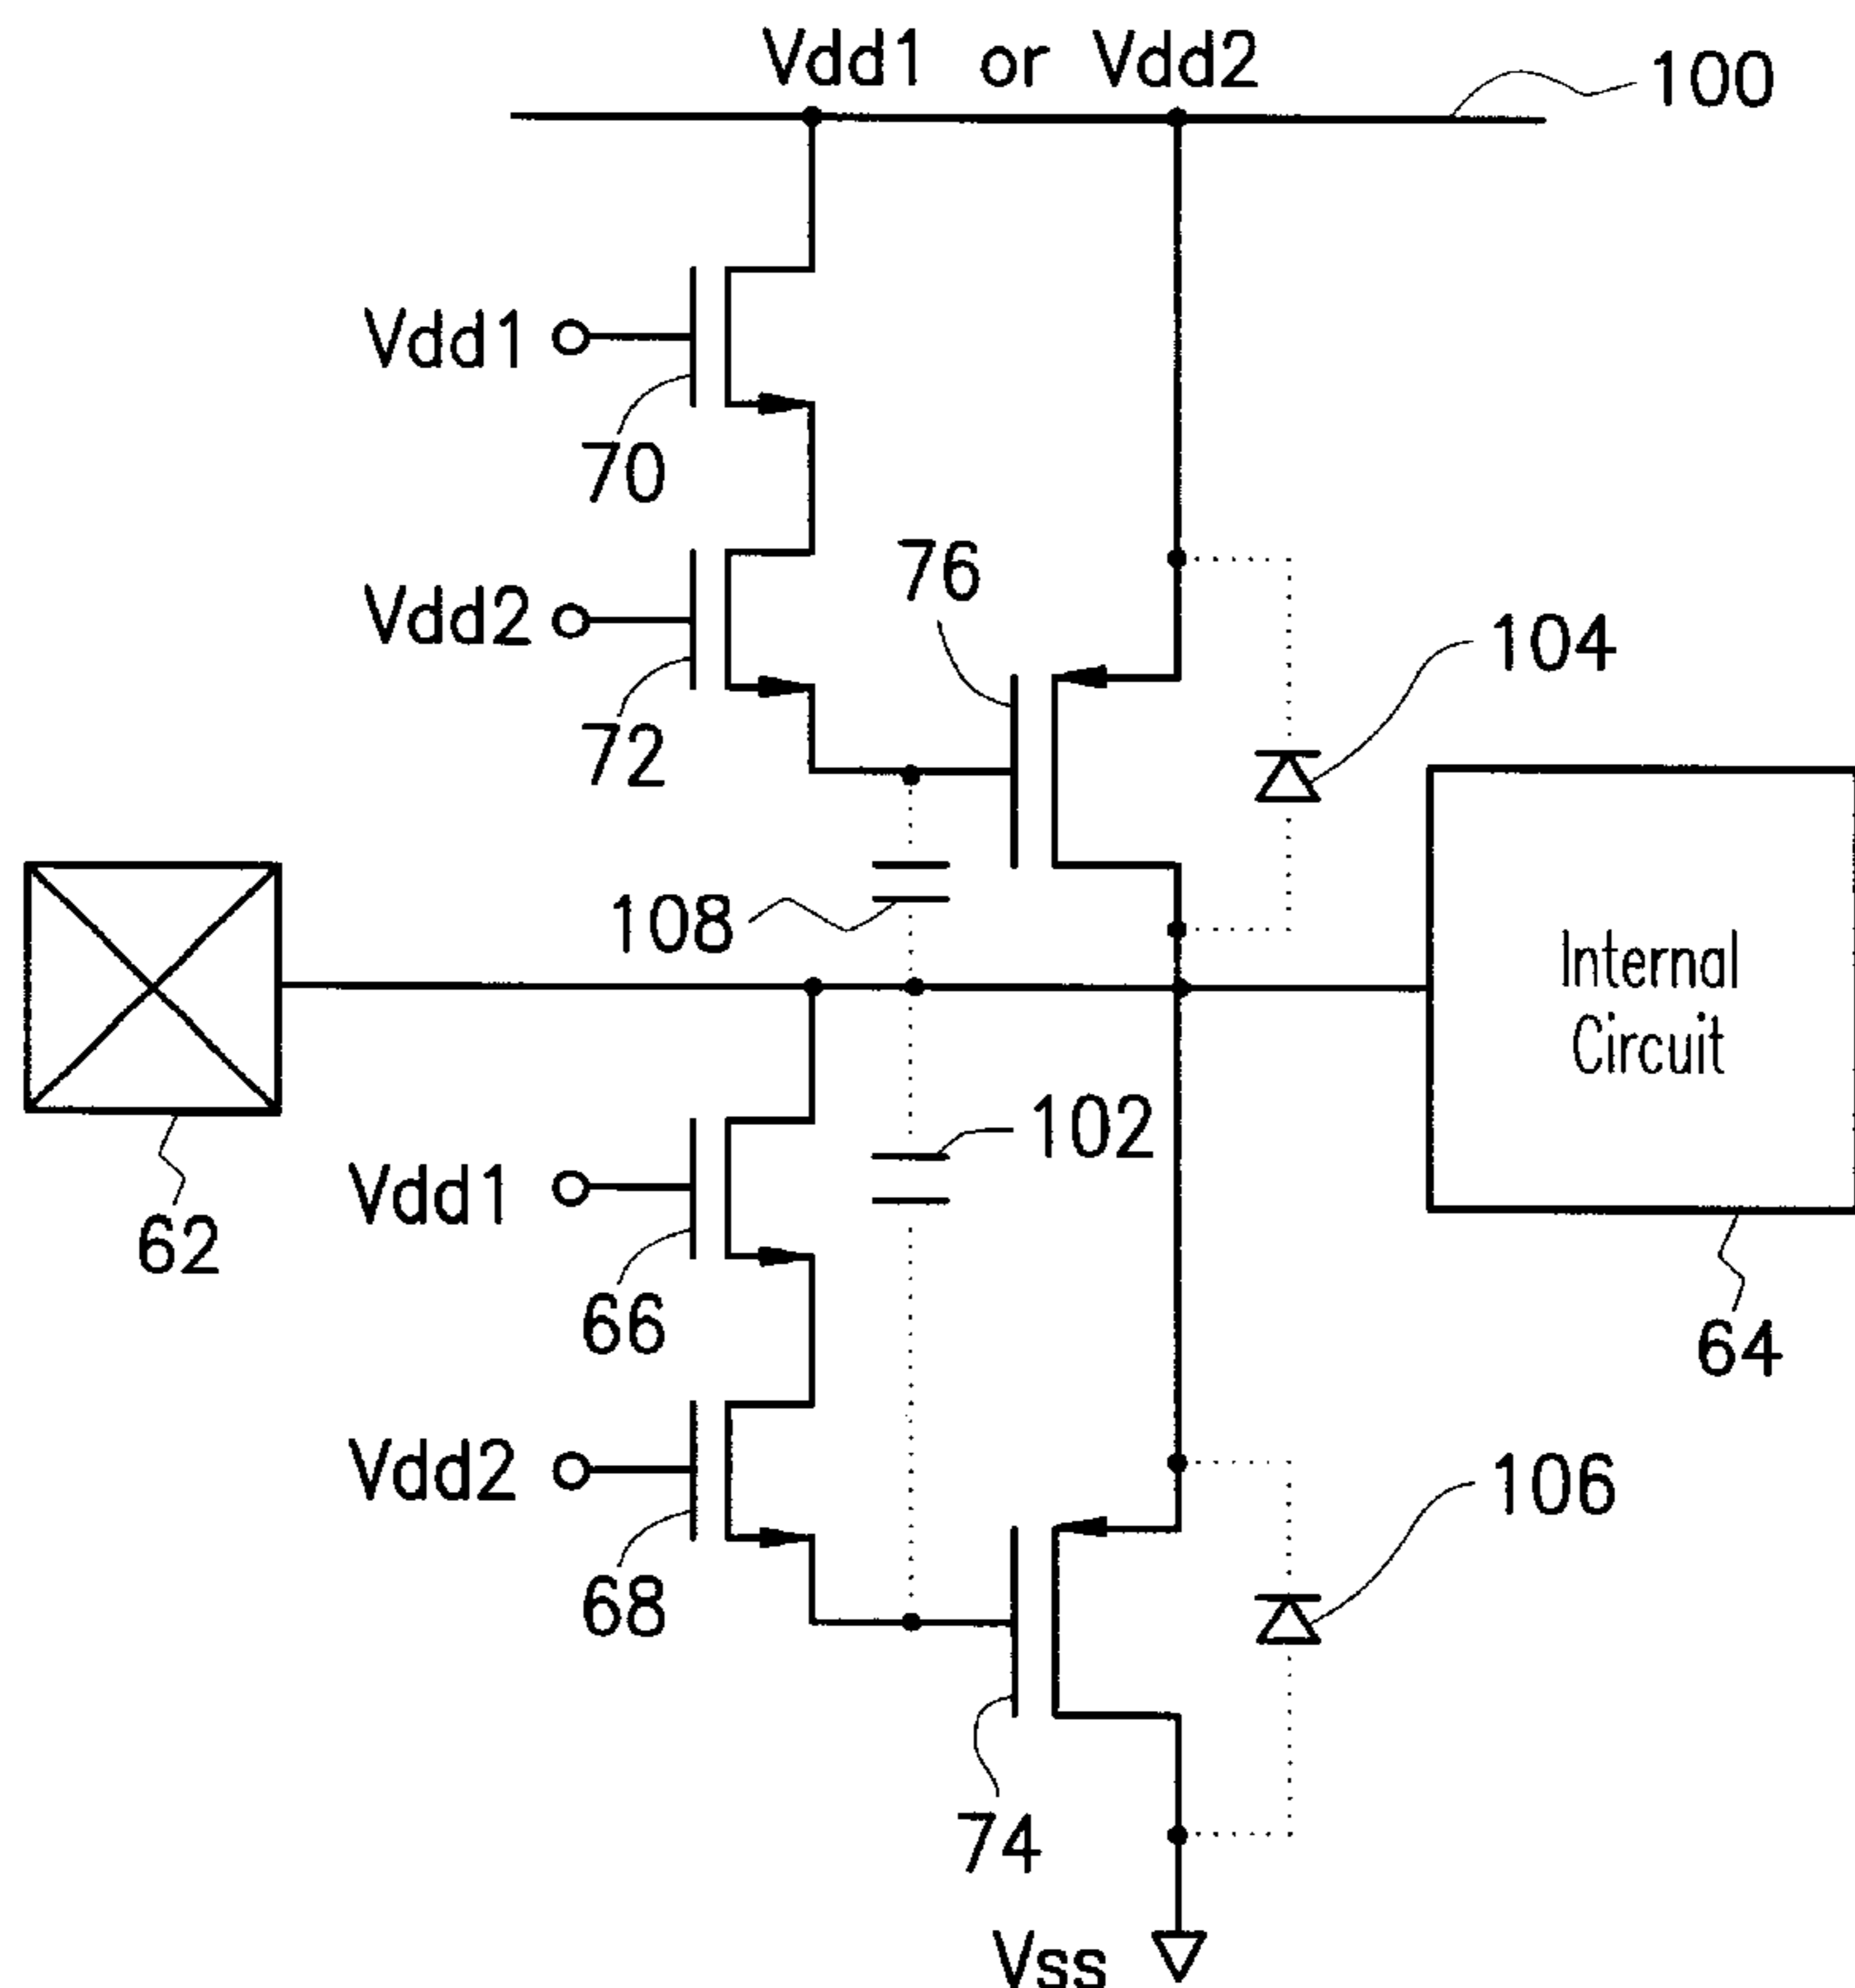 Vdd1 or Vdd2
100
Vdd1
70
76
Vdd2
104
72
108
Internal
Circuit
102
Vdd1
62
66
64
Vdd2
106
68
74
Vss